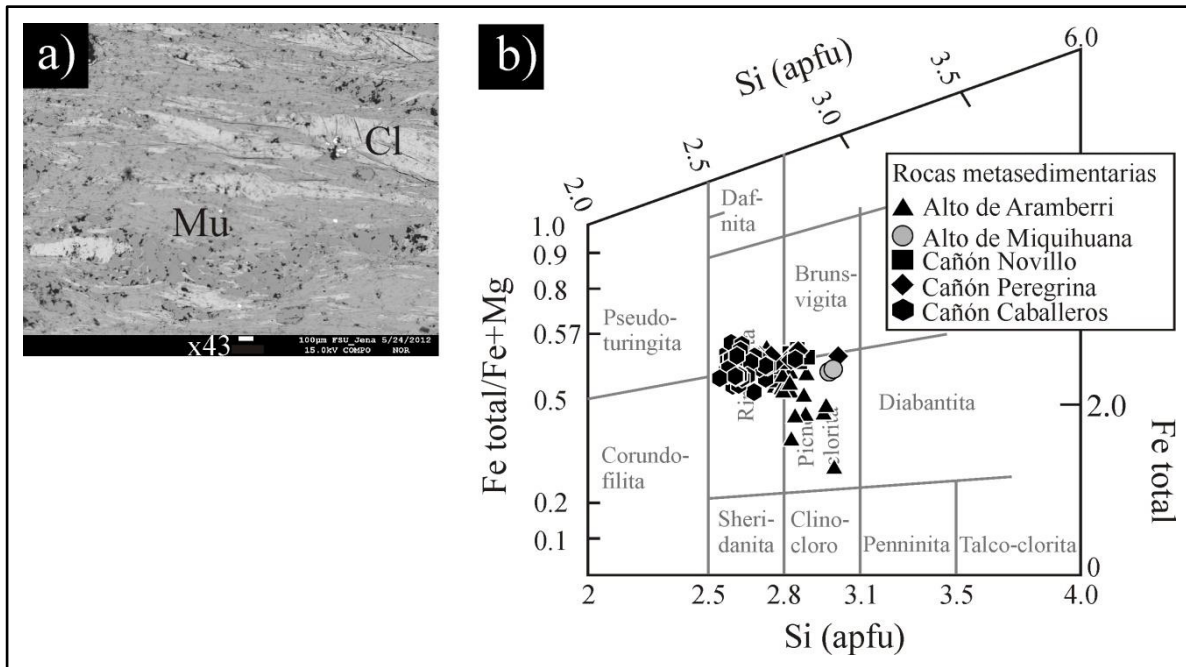 a)
Cl
Mu
x43
100µm FSU_Jena 5/24/2012
15.0kV COMPO NOR
b)
Si (apfu)
2.0
2.5
3.0
3.5
6.0
Rocas metasedimentarias
Alto de Aramberri
Alto de Miquihuana
Cañón Novillo
Cañón Peregrina
Cañón Caballeros
Daf-
nita
Bruns-
vigita
Pseudo-
turingita
Diabantita
Corundo-
filita
clorita
Sheri-
danita
Clino-
cloro
Penninita
Talco-clorita
Fe total/Fe+Mg
1.0
0.9
0.8
0.57
0.5
0.2
0.1
Fe total
2.0
0
2
2.5
2.8
3.1
3.5
4.0
Si (apfu)